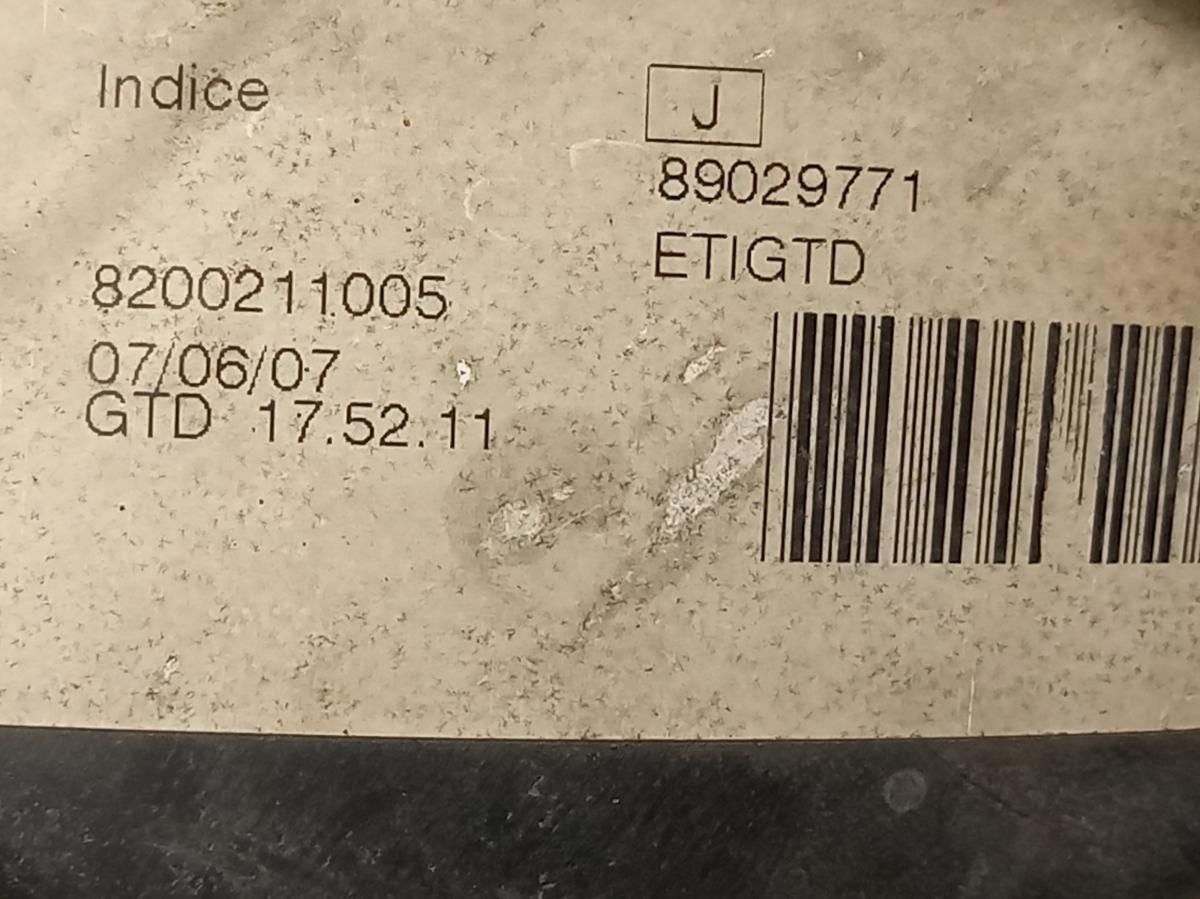 Indice
J
89029771
ETIGTD
8200211005
07/06/07
GTD 17.52.11